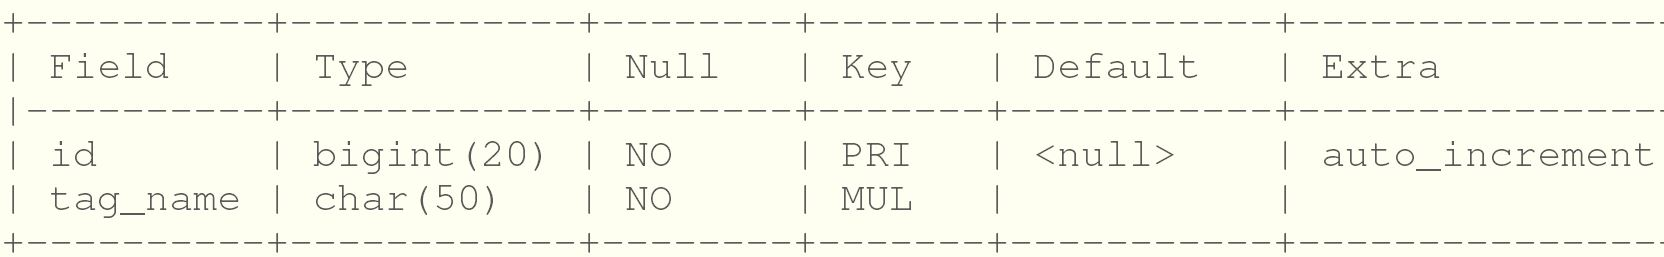 +----------+------------+--------+-------+-----------+---------------
| Field    | Type       | Null   | Key   | Default   | Extra
|----------+------------+--------+-------+-----------+---------------
| id       | bigint(20) | NO     | PRI   | <null>    | auto_increment
| tag_name | char(50)   | NO     | MUL   |           |
+----------+------------+--------+-------+-----------+---------------